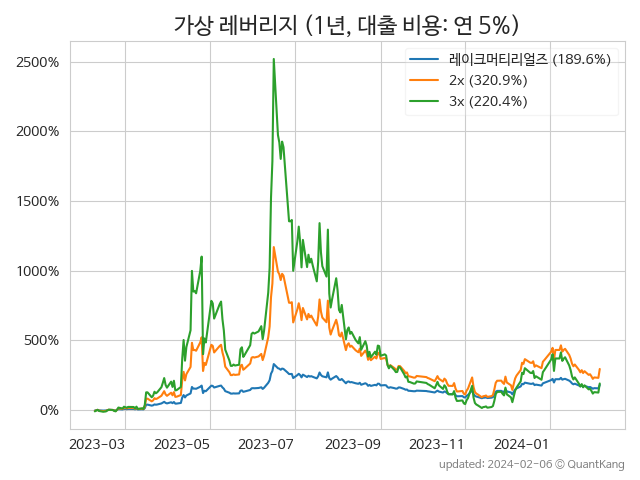 가상 레버리지 (1년, 대출 비용: 연 5%)
레이크머티리얼즈 (189.6%)
2x (320.9%)
3x (220.4%)
2500%
2000%
1500%
1000%
500%
0%
2023-03
2023-05
2023-07
2023-09
2023-11
2024-01
updated: 2024-02-06 © QuantKang